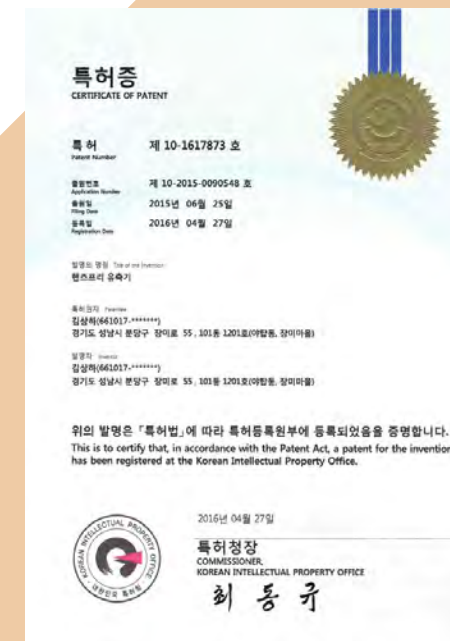 특허증
CERTIFICATE OF PATENT
특 허 제 10-1617873 호
Patent Number
출원번호 제 10-2015-0090548 호
Application Number
출원일 2015년 06월 25일
Filing Date
등록일 2016년 04월 27일
Registration Date
발명의 명칭 Title of the Invention
핸즈프리 유축기
특허권자 Patentee
김상하(661017-*******)
경기도 성남시 분당구 장미로 55, 101동 1201호(야탑동, 장미마을)
발명자 Inventor
김상하(661017-*******)
경기도 성남시 분당구 장미로 55, 101동 1201호(야탑동, 장미마을)
위의 발명은 「특허법」에 따라 특허등록원부에 등록되었음을 증명합니다.
This is to certify that, in accordance with the Patent Act, a patent for the invention
has been registered at the Korean Intellectual Property Office.
2016년 04월 27일
특허청장
COMMISSIONER,
KOREAN INTELLECTUAL PROPERTY OFFICE
최동규
KOREAN INTELLECTUAL PROPERTY OFFICE
대한민국 특허청